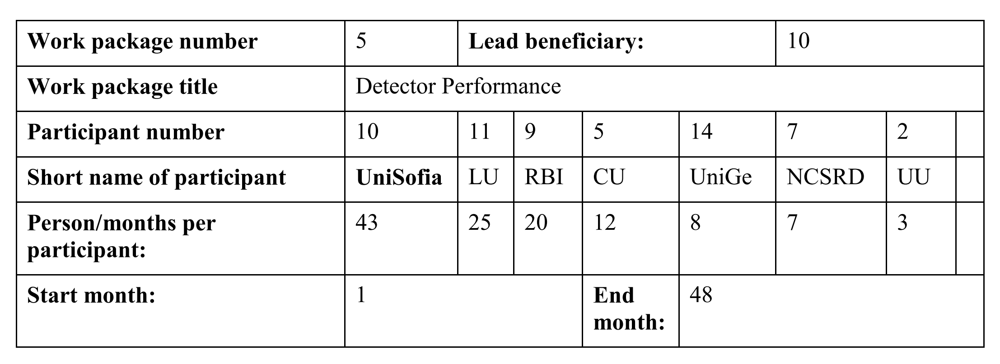 Work package number 5 Lead beneficiary: 10
Work package title Detector Performance
Participant number 10 11 9 5 14 7 2
Short name of participant UniSofia LU RBI CU UniGe NCSRD UU
Person/months per 43 25 20 12 8 7 3
participant:
Start month: 1 End 48
month: